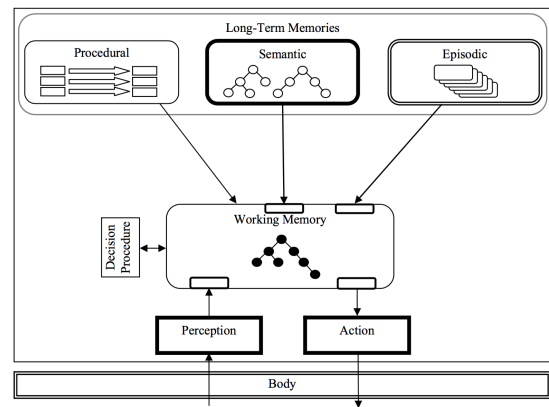 Long-Term Memories
Procedural
Semantic
Episodic
Working Memory
Decision
Procedure
Perception
Action
Body